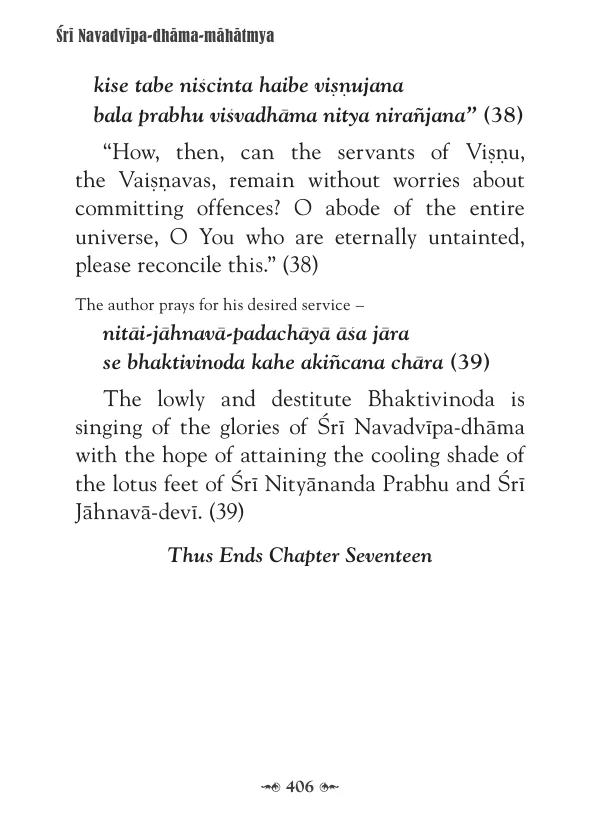 Śrī Navadvīpa-dhāma-māhātmya
kise tabe niścinta haibe viṣṇujana
bala prabhu viśvadhāma nitya nirañjana” (38)
“How, then, can the servants of Viṣṇu,
the Vaiṣṇavas, remain without worries about
committing offences? O abode of the entire
universe, O You who are eternally untainted,
please reconcile this.” (38)
The author prays for his desired service –
nitāi-jāhnavā-padachāyā āśa jāra
se bhaktivinoda kahe akiñcana chāra (39)
The lowly and destitute Bhaktivinoda is
singing of the glories of Śrī Navadvīpa-dhāma
with the hope of attaining the cooling shade of
the lotus feet of Śrī Nityānanda Prabhu and Śrī
Jāhnavā-devī. (39)
Thus Ends Chapter Seventeen
406